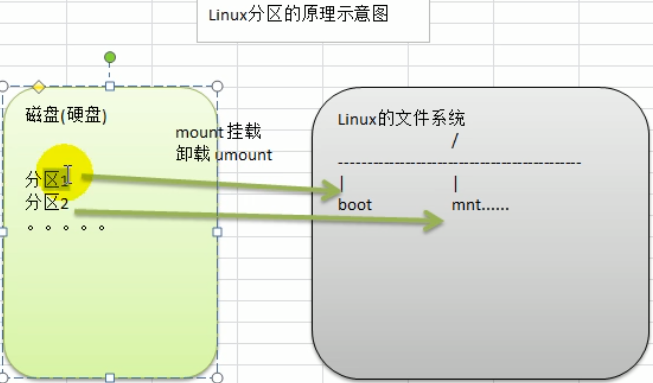 Linux分区的原理示意图
磁盘(硬盘)
mount 挂载
卸载 umount
分区1
分区2
。。。。。
Linux的文件系统
/
--------------------------------------------
| |
boot mnt......